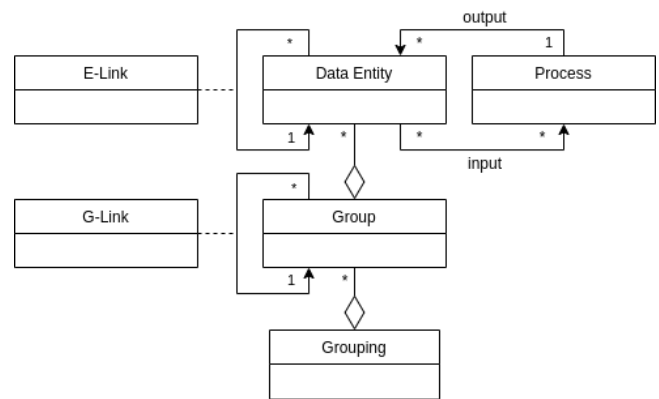 output
* * 1
E-Link Data Entity Process
1 * * *
input
*
G-Link Group
1 *
Grouping